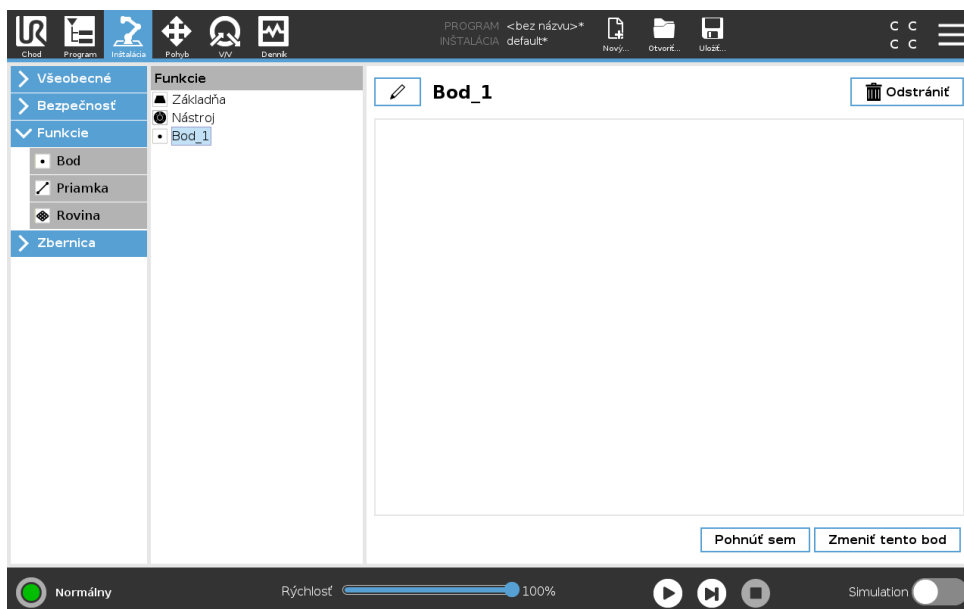 UR
Chod
Program
Inštalácia
Pohyb
V/V
Denník
PROGRAM <bez názvu>*
INŠTALÁCIA default*
Nový...
Otvoriť...
Uložiť...
C C
C C
Všeobecné
Bezpečnosť
Funkcie
Bod
Priamka
Rovina
Zbernica
Funkcie
Základňa
Nástroj
Bod_1
Bod_1
Odstrániť
Pohnúť sem
Zmeniť tento bod
Normálny
Rýchlosť 100%
Simulation